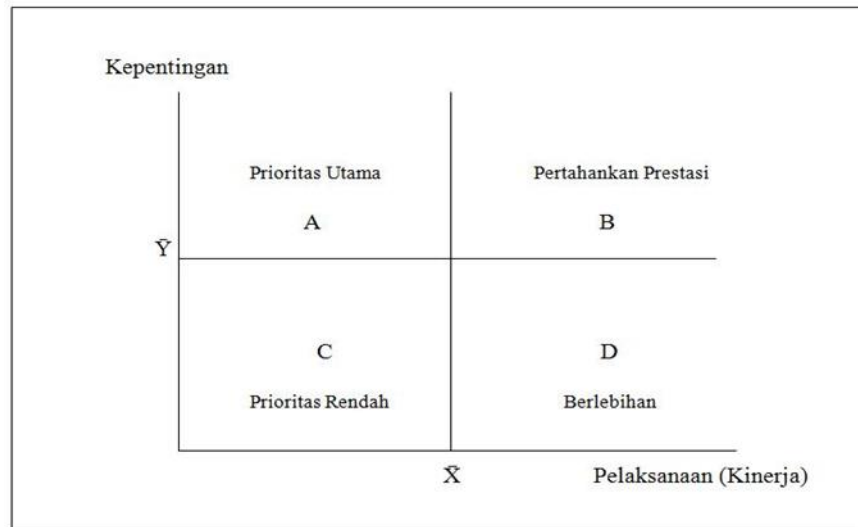 Kepentingan
Prioritas Utama
Pertahankan Prestasi
A
B
Ȳ
C
D
Prioritas Rendah
Berlebihan
X̄
Pelaksanaan (Kinerja)